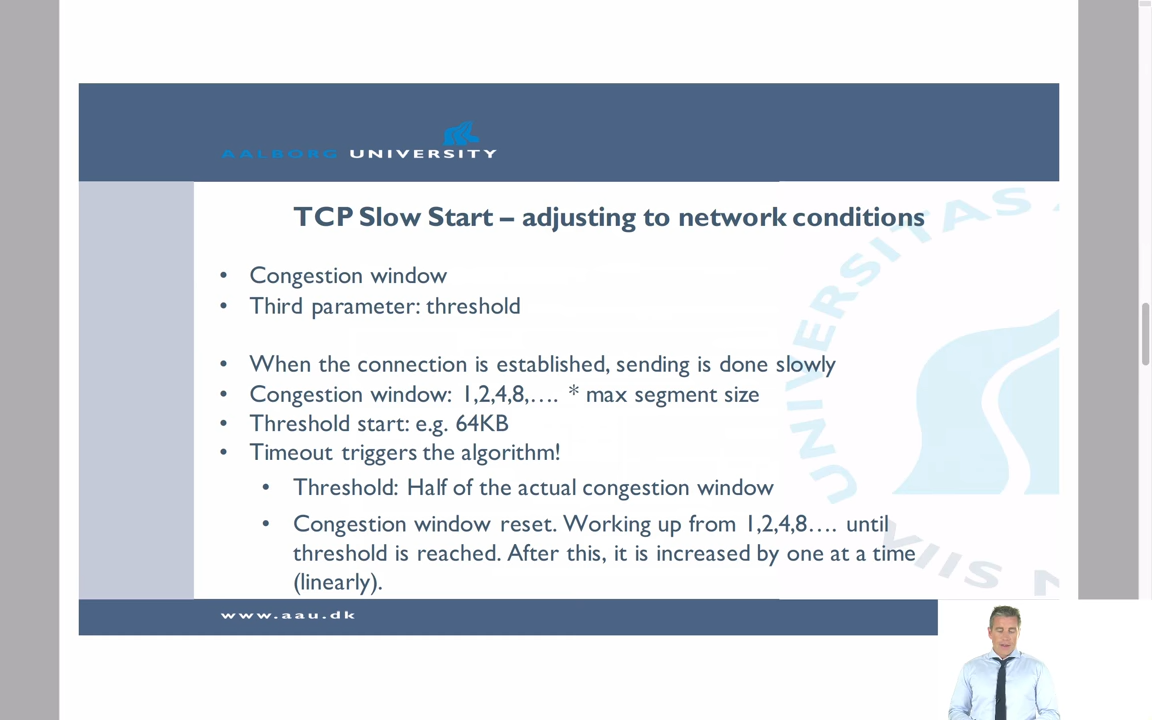 AALBORG UNIVERSITY
TCP Slow Start – adjusting to network conditions
• Congestion window
• Third parameter: threshold
• When the connection is established, sending is done slowly
• Congestion window: 1,2,4,8,…. * max segment size
• Threshold start: e.g. 64KB
• Timeout triggers the algorithm!
• Threshold: Half of the actual congestion window
• Congestion window reset. Working up from 1,2,4,8…. until
threshold is reached. After this, it is increased by one at a time
(linearly).
UNIVERSITAS
VIIS N
www.aau.dk